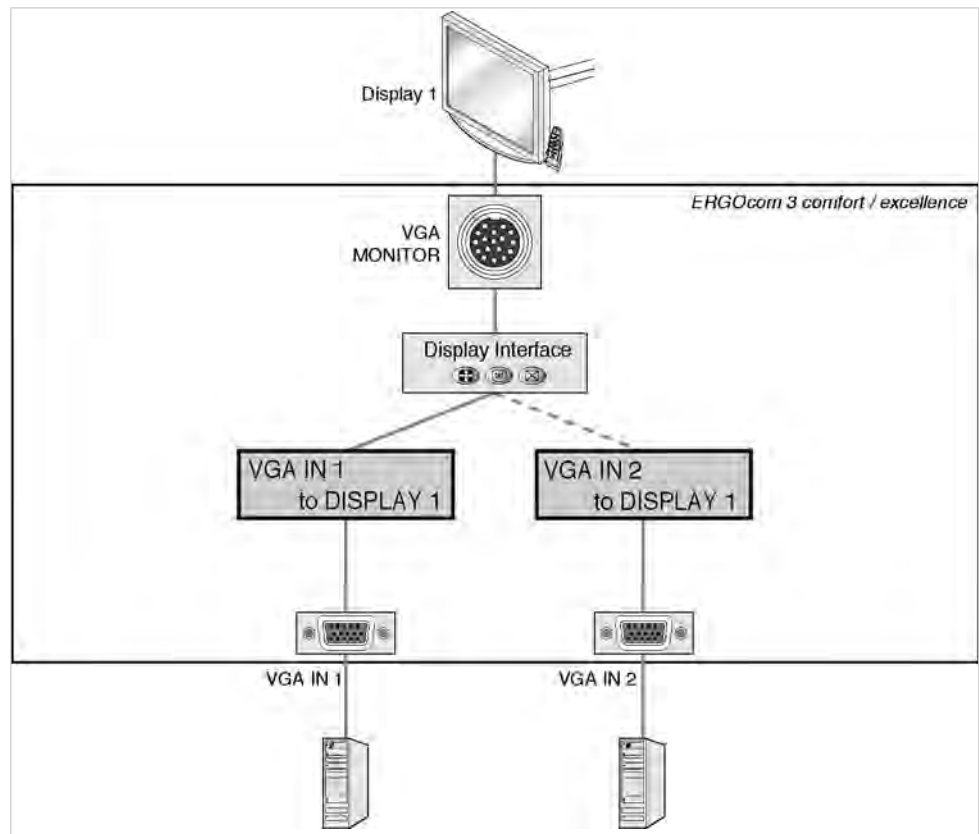 Display 1
ERGOcom 3 comfort / excellence
VGA
MONITOR
Display Interface
VGA IN 1
to DISPLAY 1
VGA IN 2
to DISPLAY 1
VGA IN 1
VGA IN 2